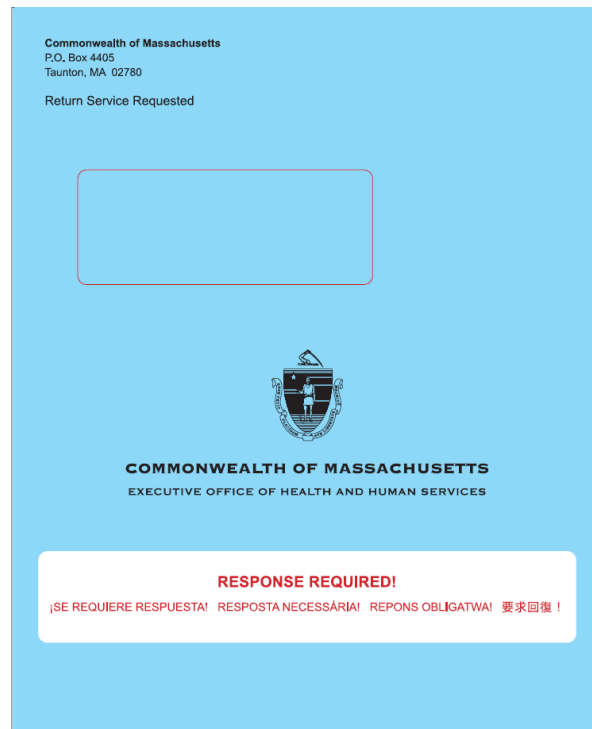 Commonwealth of Massachusetts
P.O. Box 4405
Taunton, MA 02780
Return Service Requested
COMMONWEALTH OF MASSACHUSETTS
EXECUTIVE OFFICE OF HEALTH AND HUMAN SERVICES
RESPONSE REQUIRED!
¡SE REQUIERE RESPUESTA! RESPOSTA NECESSÁRIA! REPONS OBLIGATWA! 要求回復！